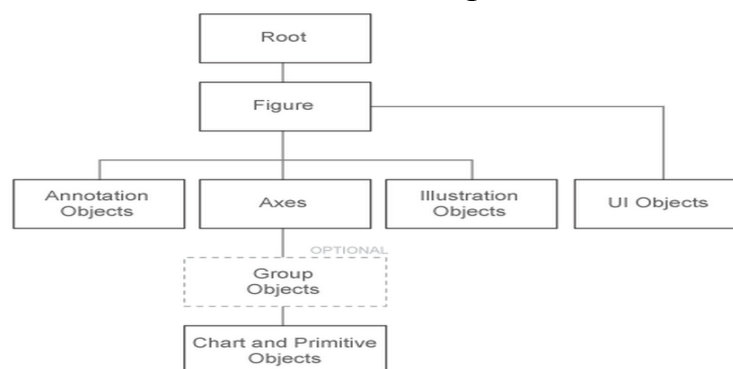 Root
Figure
Annotation
Objects
Axes
Illustration
Objects
UI Objects
OPTIONAL
Group
Objects
Chart and Primitive
Objects